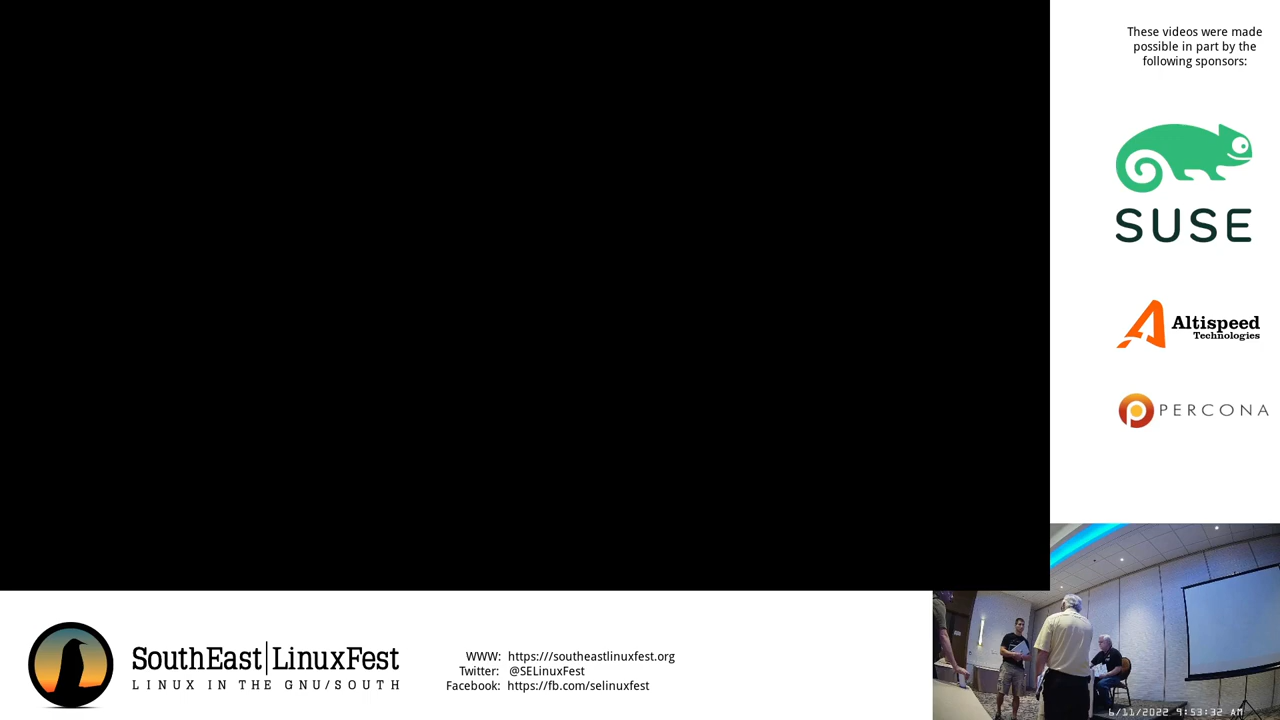 These videos were made
possible in part by the
following sponsors:
SUSE
Altispeed
Technologies
PERCONA
SouthEast LinuxFest
LINUX IN THE GNU/SOUTH
WWW: https:///southeastlinuxfest.org
Twitter: @SELinuxFest
Facebook: https://fb.com/selinuxfest
6/11/2022 9:53:32 AM